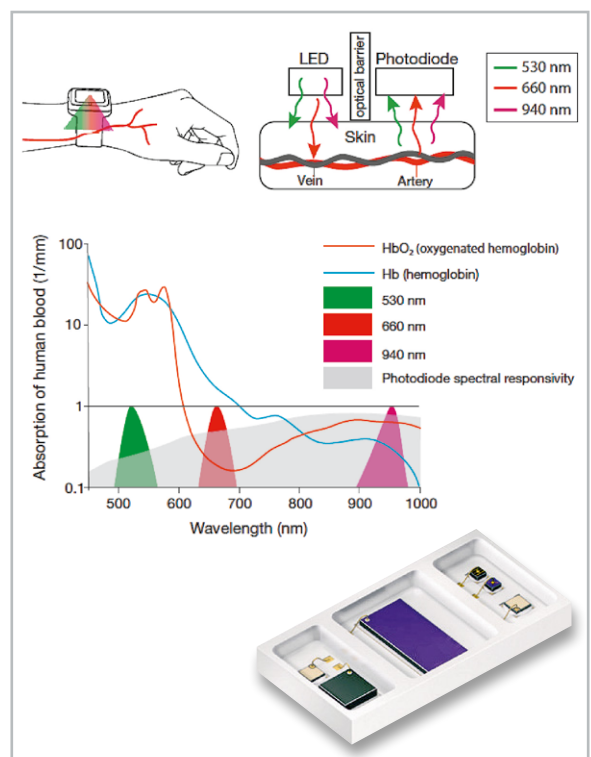 LED
optical barrier
Photodiode
530 nm
660 nm
940 nm
Skin
Vein
Artery
HbO₂ (oxygenated hemoglobin)
Hb (hemoglobin)
530 nm
660 nm
940 nm
Photodiode spectral responsivity
Absorption of human blood (1/mm)
100
10
1
0.1
500 600 700 800 900 1000
Wavelength (nm)